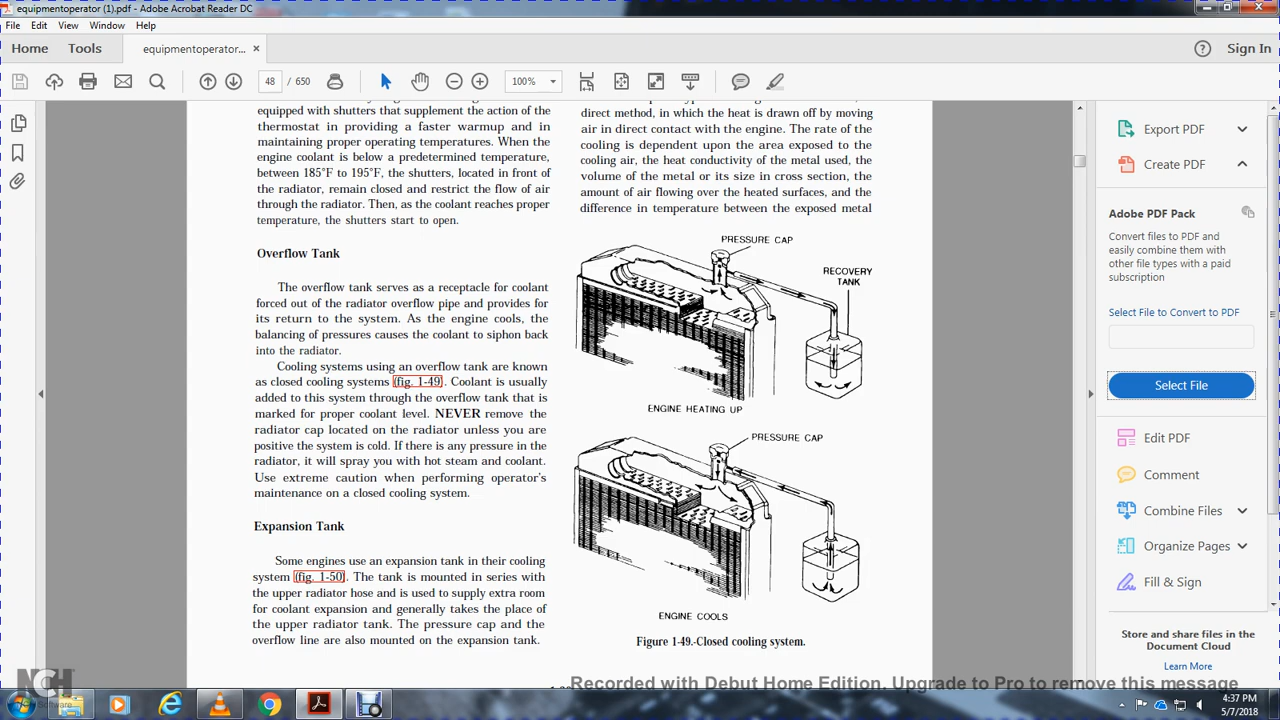 equipmentoperator (1).pdf - Adobe Acrobat Reader DC
File Edit View Window Help
Home Tools equipmentoperator... × Sign In
48 / 650 100%
equipped with shutters that supplement the action of the
thermostat in providing a faster warmup and in
maintaining proper operating temperatures. When the
engine coolant is below a predetermined temperature,
between 185°F to 195°F, the shutters, located in front of
the radiator, remain closed and restrict the flow of air
through the radiator. Then, as the coolant reaches proper
temperature, the shutters start to open.
Overflow Tank
The overflow tank serves as a receptacle for coolant
forced out of the radiator overflow pipe and provides for
its return to the system. As the engine cools, the
balancing of pressures causes the coolant to siphon back
into the radiator.
Cooling systems using an overflow tank are known
as closed cooling systems (fig. 1-49). Coolant is usually
added to this system through the overflow tank that is
marked for proper coolant level. NEVER remove the
radiator cap located on the radiator unless you are
positive the system is cold. If there is any pressure in the
radiator, it will spray you with hot steam and coolant.
Use extreme caution when performing operator's
maintenance on a closed cooling system.
Expansion Tank
Some engines use an expansion tank in their cooling
system (fig. 1-50). The tank is mounted in series with
the upper radiator hose and is used to supply extra room
for coolant expansion and generally takes the place of
the upper radiator tank. The pressure cap and the
overflow line are also mounted on the expansion tank.
direct method, in which the heat is drawn off by moving
air in direct contact with the engine. The rate of the
cooling is dependent upon the area exposed to the
cooling air, the heat conductivity of the metal used, the
volume of the metal or its size in cross section, the
amount of air flowing over the heated surfaces, and the
difference in temperature between the exposed metal
PRESSURE CAP
RECOVERY
TANK
ENGINE HEATING UP
PRESSURE CAP
ENGINE COOLS
Figure 1-49.-Closed cooling system.
Export PDF
Create PDF
Adobe PDF Pack
Convert files to PDF and
easily combine them with
other file types with a paid
subscription
Select File to Convert to PDF
Select File
Edit PDF
Comment
Combine Files
Organize Pages
Fill & Sign
Store and share files in the
Document Cloud
Learn More
NCH
Software
Recorded with Debut Home Edition. Upgrade to Pro to remove this message
4:37 PM
5/7/2018